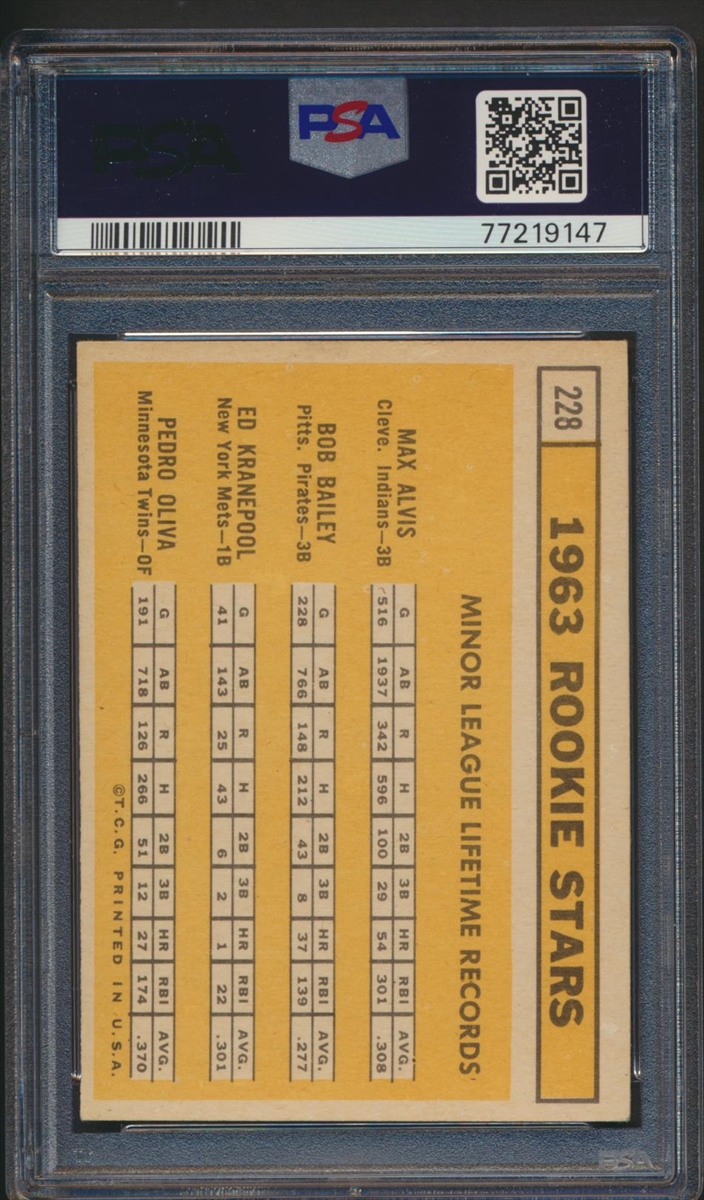 PSA
PSA
77219147
228 1963 ROOKIE STARS
MINOR LEAGUE LIFETIME RECORDS
MAX ALVIS
Cleve. Indians—3B
G AB R H 2B 3B HR RBI AVG.
516 1937 342 596 100 29 54 301 .308
BOB BAILEY
Pitts. Pirates—3B
G AB R H 2B 3B HR RBI AVG.
228 766 148 212 43 8 37 139 .277
ED KRANEPOOL
New York Mets—1B
G AB R H 2B 3B HR RBI AVG.
41 143 25 43 6 2 1 22 .301
PEDRO OLIVA
Minnesota Twins—OF
G AB R H 2B 3B HR RBI AVG.
191 718 126 266 51 12 27 174 .370
©T.C.G. PRINTED IN U.S.A.
PSA